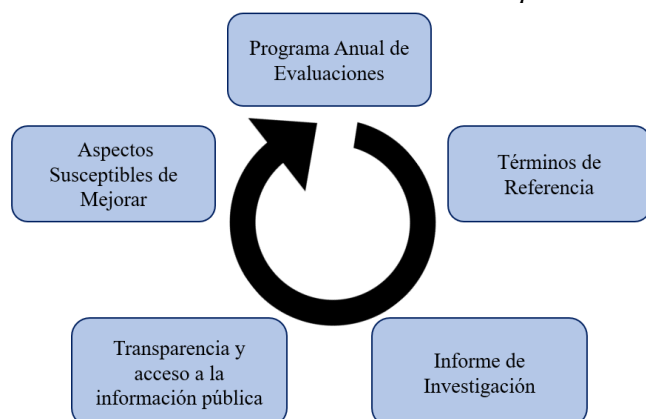 Programa Anual de
Evaluaciones
Términos de
Referencia
Informe de
Investigación
Transparencia y
acceso a la
información pública
Aspectos
Susceptibles de
Mejorar